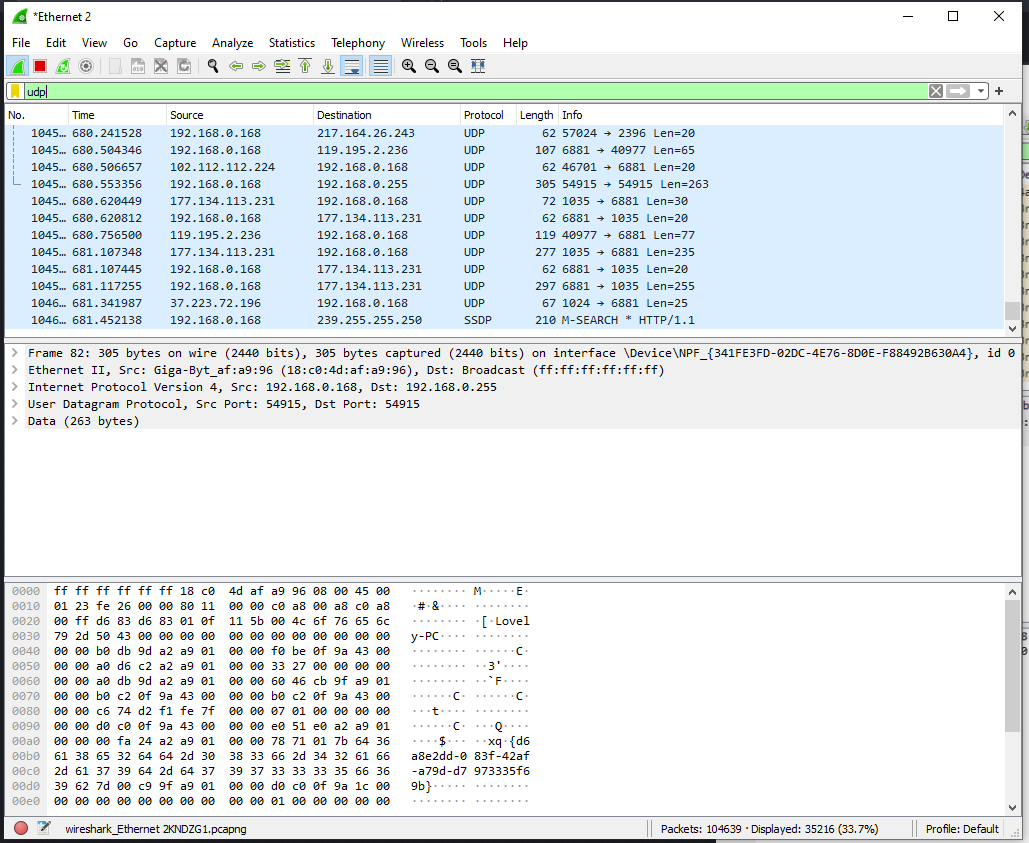 *Ethernet 2
File Edit View Go Capture Analyze Statistics Telephony Wireless Tools Help
udp
No. Time Source Destination Protocol Length Info
1045… 680.241528 192.168.0.168 217.164.26.243 UDP 62 57024 → 2396 Len=20
1045… 680.504346 192.168.0.168 119.195.2.236 UDP 107 6881 → 40977 Len=65
1045… 680.506657 102.112.112.224 192.168.0.168 UDP 62 46701 → 6881 Len=20
1045… 680.553356 192.168.0.168 192.168.0.255 UDP 305 54915 → 54915 Len=263
1045… 680.620449 177.134.113.231 192.168.0.168 UDP 72 1035 → 6881 Len=30
1045… 680.620812 192.168.0.168 177.134.113.231 UDP 62 6881 → 1035 Len=20
1045… 680.756500 119.195.2.236 192.168.0.168 UDP 119 40977 → 6881 Len=77
1045… 681.107348 177.134.113.231 192.168.0.168 UDP 277 1035 → 6881 Len=235
1045… 681.107445 192.168.0.168 177.134.113.231 UDP 62 6881 → 1035 Len=20
1045… 681.117255 192.168.0.168 177.134.113.231 UDP 297 6881 → 1035 Len=255
1046… 681.341987 37.223.72.196 192.168.0.168 UDP 67 1024 → 6881 Len=25
1046… 681.452138 192.168.0.168 239.255.255.250 SSDP 210 M-SEARCH * HTTP/1.1
Frame 82: 305 bytes on wire (2440 bits), 305 bytes captured (2440 bits) on interface \Device\NPF_{341FE3FD-02DC-4E76-8D0E-F88492B630A4}, id 0
Ethernet II, Src: Giga-Byt_af:a9:96 (18:c0:4d:af:a9:96), Dst: Broadcast (ff:ff:ff:ff:ff:ff)
Internet Protocol Version 4, Src: 192.168.0.168, Dst: 192.168.0.255
User Datagram Protocol, Src Port: 54915, Dst Port: 54915
Data (263 bytes)
0000 ff ff ff ff ff ff 18 c0 4d af a9 96 08 00 45 00 ········ M·····E·
0010 01 23 fe 26 00 00 80 11 00 00 c0 a8 00 a8 c0 a8 ·#·&···· ········
0020 00 ff d6 83 d6 83 01 0f 11 5b 00 4c 6f 76 65 6c ········ ·[·Lovel
0030 79 2d 50 43 00 00 00 00 00 00 00 00 00 00 00 00 y-PC···· ········
0040 00 00 b0 db 9d a2 a9 01 00 00 f0 be 0f 9a 43 00 ········ ······C·
0050 00 00 a0 d6 c2 a2 a9 01 00 00 33 27 00 00 00 00 ········ ··3'····
0060 00 00 a0 db 9d a2 a9 01 00 00 60 46 cb 9f a9 01 ········ ··`F····
0070 00 00 b0 c2 0f 9a 43 00 00 00 b0 c2 0f 9a 43 00 ······C· ······C·
0080 00 00 c6 74 d2 f1 fe 7f 00 00 07 01 00 00 00 00 ···t···· ········
0090 00 00 d0 c0 0f 9a 43 00 00 00 e0 51 e0 a2 a9 01 ······C· ···Q····
00a0 00 00 00 fa 24 a2 a9 01 00 00 78 71 01 7b 64 36 ····$··· ··xq·{d6
00b0 61 38 65 32 64 64 2d 30 38 33 66 2d 34 32 61 66 a8e2dd-0 83f-42af
00c0 2d 61 37 39 64 2d 64 37 39 37 33 33 33 35 66 36 -a79d-d7 973335f6
00d0 39 62 7d 00 c9 9f a9 01 00 00 d0 c0 0f 9a 1c 00 9b}····· ········
00e0 00 00 00 00 00 00 00 00 00 00 01 00 00 00 00 00 ········ ········
wireshark_Ethernet 2KNDZG1.pcapng Packets: 104639 · Displayed: 35216 (33.7%) Profile: Default